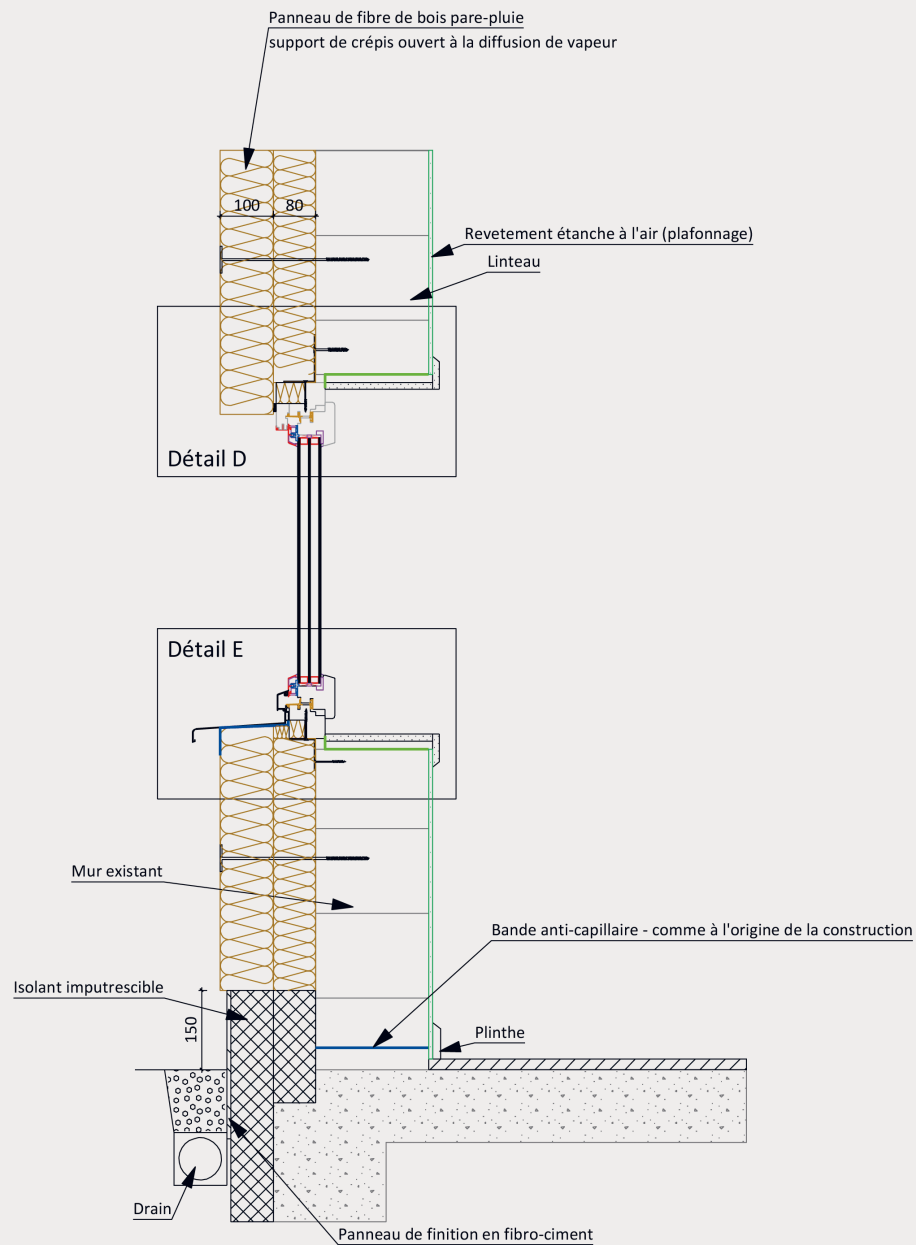 Panneau de fibre de bois pare-pluie
support de crépis ouvert à la diffusion de vapeur
100
80
Revetement étanche à l'air (plafonnage)
Linteau
Détail D
Détail E
Mur existant
Bande anti-capillaire - comme à l'origine de la construction
Isolant imputrescible
150
Plinthe
Drain
Panneau de finition en fibro-ciment